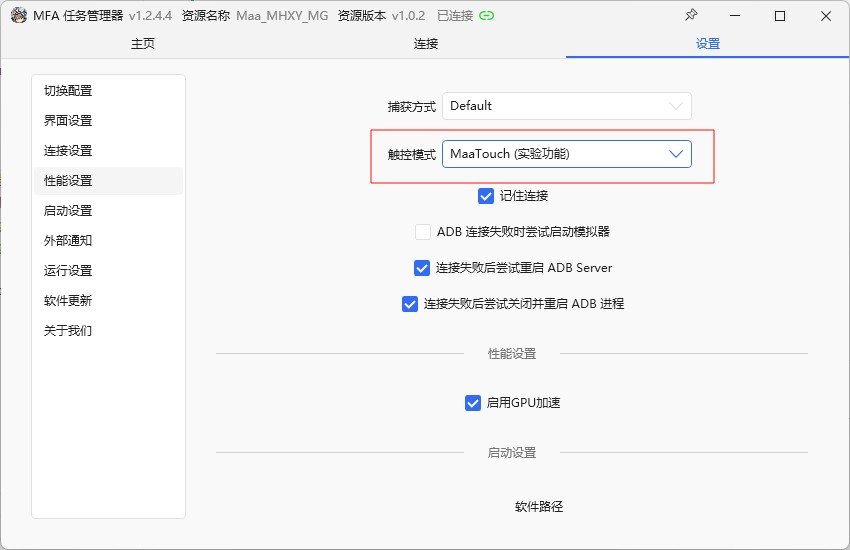 MFA 任务管理器 v1.2.4.4 资源名称 Maa_MHXY_MG 资源版本 v1.0.2 已连接
主页 连接 设置
切换配置
界面设置
连接设置
性能设置
启动设置
外部通知
运行设置
软件更新
关于我们
捕获方式 Default
触控模式 MaaTouch (实验功能)
记住连接
ADB 连接失败时尝试启动模拟器
连接失败后尝试重启 ADB Server
连接失败后尝试关闭并重启 ADB 进程
性能设置
启用GPU加速
启动设置
软件路径